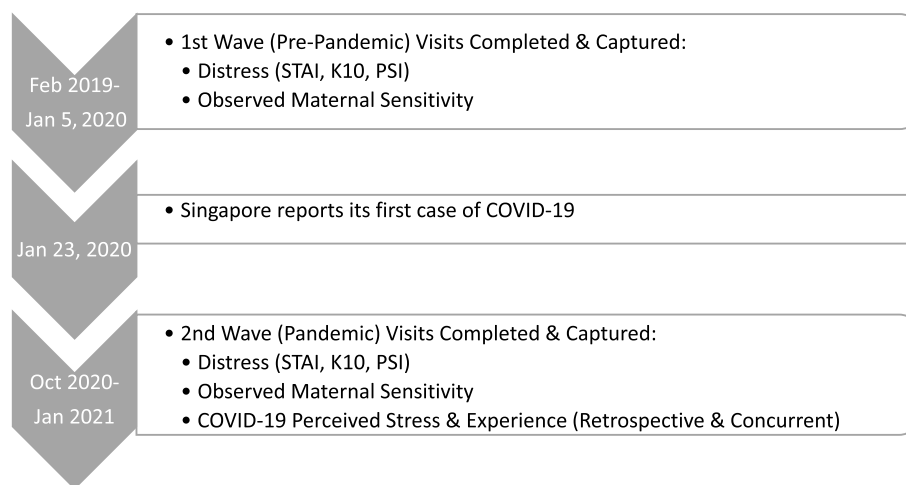 Feb 2019-
Jan 5, 2020
• 1st Wave (Pre-Pandemic) Visits Completed & Captured:
• Distress (STAI, K10, PSI)
• Observed Maternal Sensitivity
Jan 23, 2020
• Singapore reports its first case of COVID-19
Oct 2020-
Jan 2021
• 2nd Wave (Pandemic) Visits Completed & Captured:
• Distress (STAI, K10, PSI)
• Observed Maternal Sensitivity
• COVID-19 Perceived Stress & Experience (Retrospective & Concurrent)